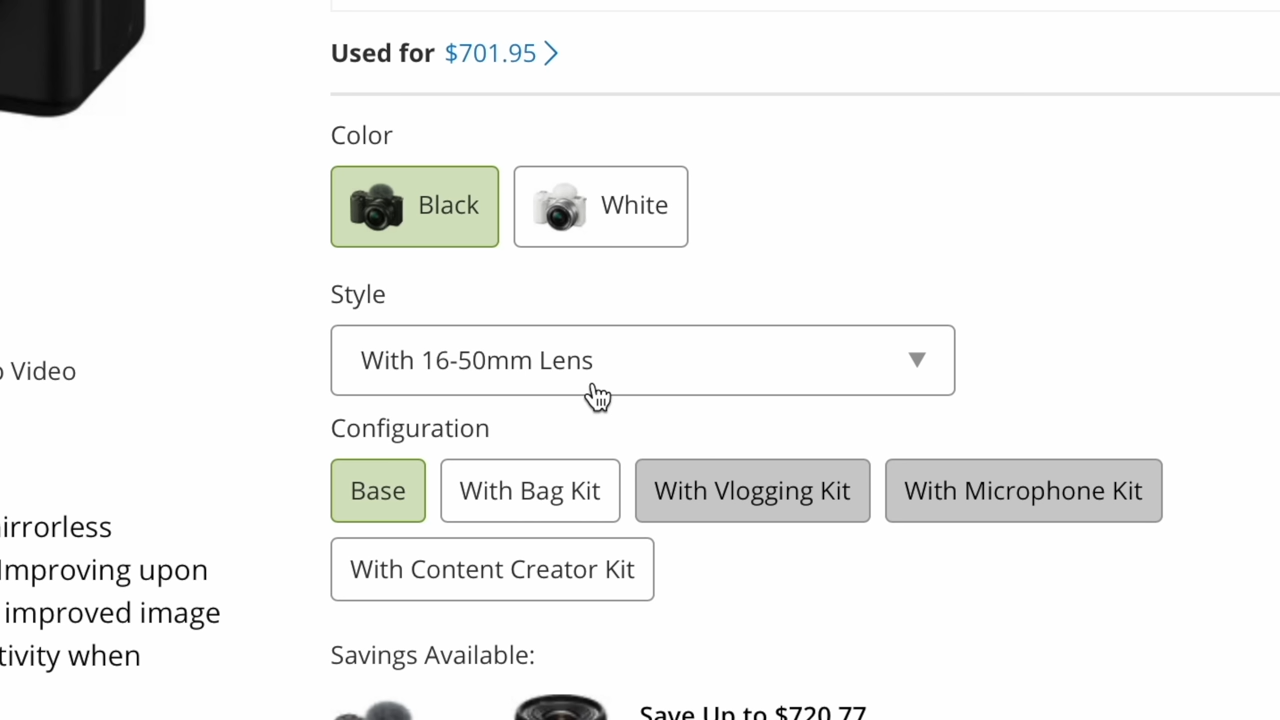 Used for $701.95
Color
Black
White
Style
With 16-50mm Lens
o Video
Configuration
Base
With Bag Kit
With Vlogging Kit
With Microphone Kit
irrorless
Improving upon
With Content Creator Kit
improved image
tivity when
Savings Available:
Save Up to $720.77